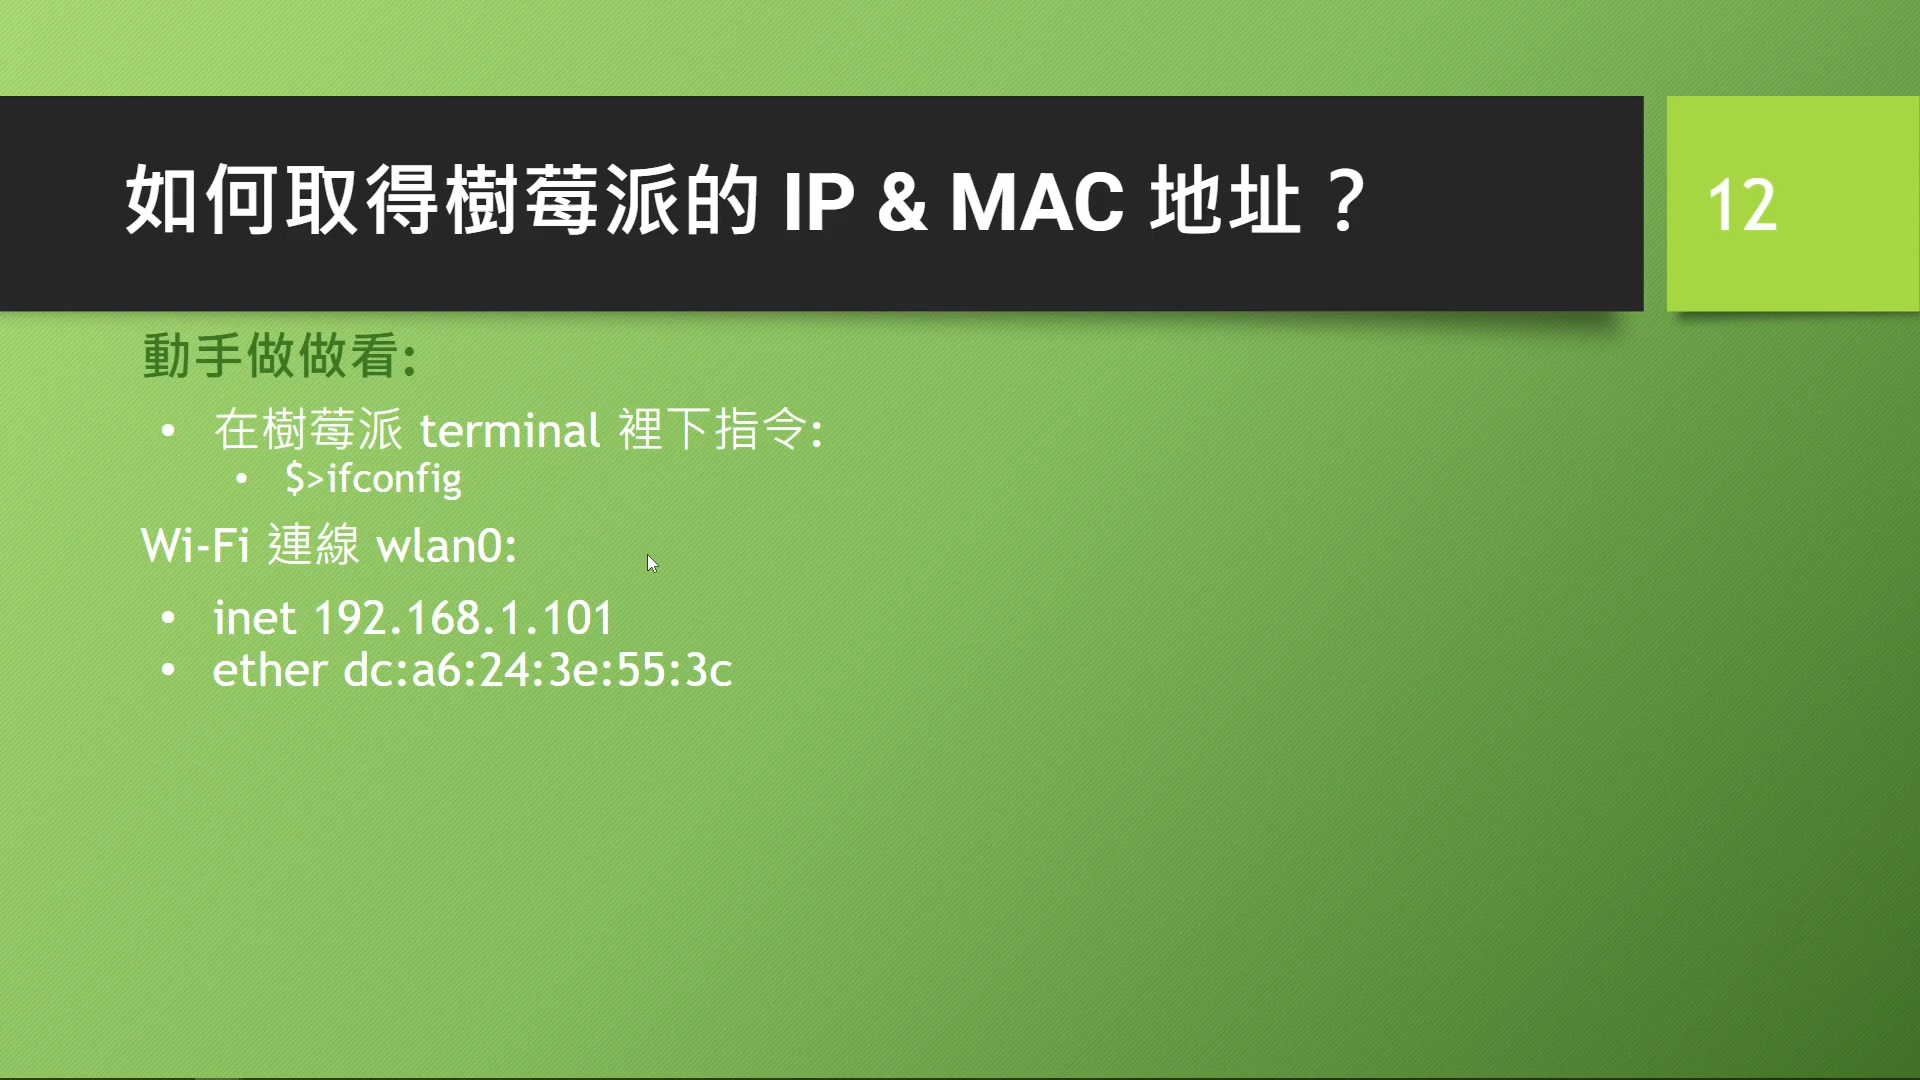 如何取得樹莓派的 IP & MAC 地址？
12
動手做做看:
• 在樹莓派 terminal 裡下指令:
• $>ifconfig
Wi-Fi 連線 wlan0:
• inet 192.168.1.101
• ether dc:a6:24:3e:55:3c